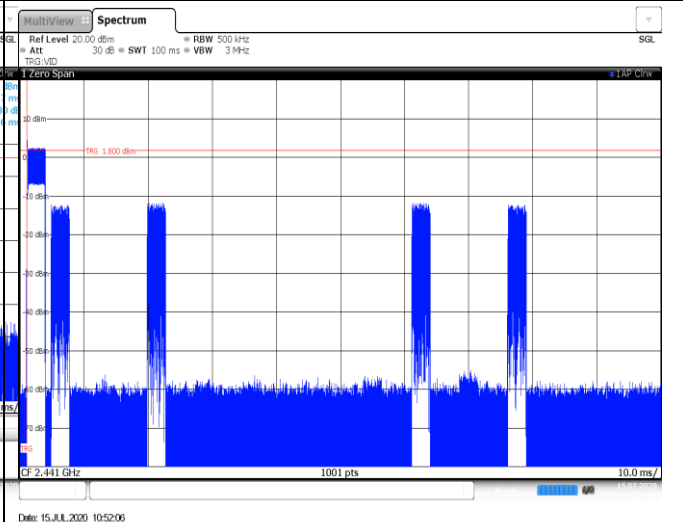 MultiView
Spectrum
SGL
Ref Level 20.00 dBm
RBW 500 kHz
SGL
Att
30 dB
SWT 100 ms
VBW 3 MHz
TRG:VID
1 Zero Span
1AP Clrw
10 dBm
TRG 1.800 dBm
-10 dBm
-20 dBm
-30 dBm
-40 dBm
-50 dBm
-60 dBm
-70 dBm
TRG
ms/
CF 2.441 GHz
1001 pts
10.0 ms/
Date: 15.JUL.2020 10:52:06